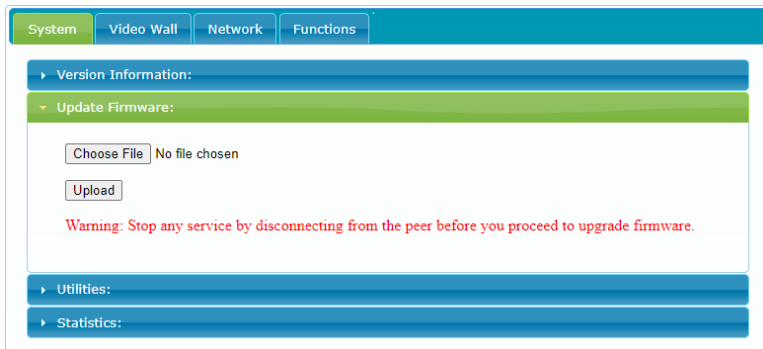 System Video Wall Network Functions
Version Information:
Update Firmware:
Choose File No file chosen
Upload
Warning: Stop any service by disconnecting from the peer before you proceed to upgrade firmware.
Utilities:
Statistics: